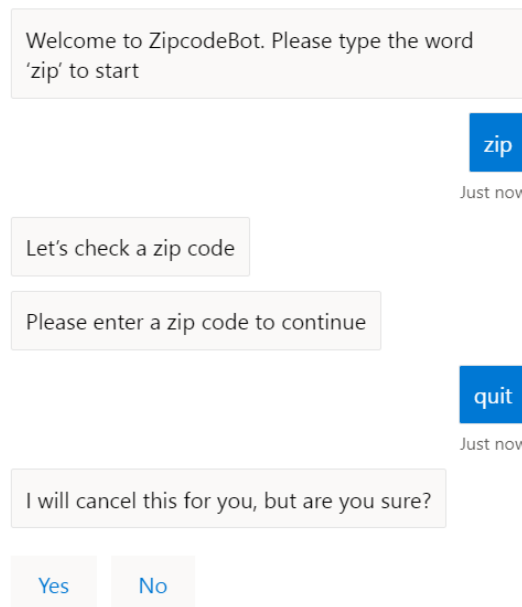 Welcome to ZipcodeBot. Please type the word
‘zip’ to start
zip
Just now
Let’s check a zip code
Please enter a zip code to continue
quit
Just now
I will cancel this for you, but are you sure?
Yes No